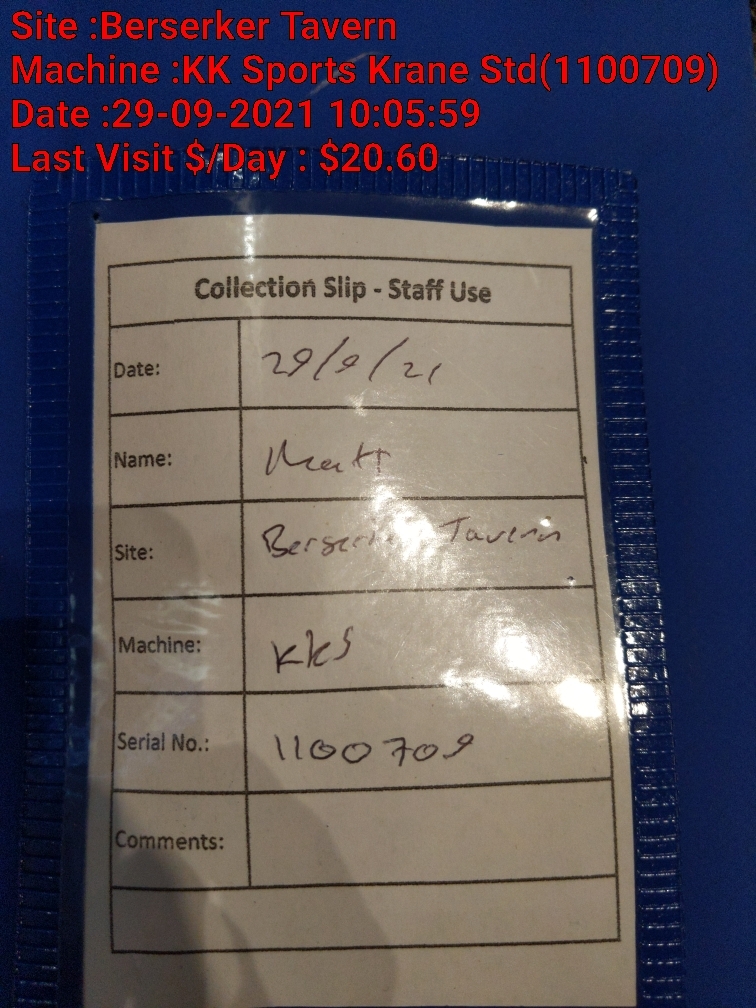 Site :Berserker Tavern
Machine :KK Sports Krane Std(1100709)
Date :29-09-2021 10:05:59
Last Visit $/Day : $20.60
Collection Slip - Staff Use
Date: 29/9/21
Name: Matt
Site: Berserker Tavern
Machine: KKS
Serial No.: 1100709
Comments: